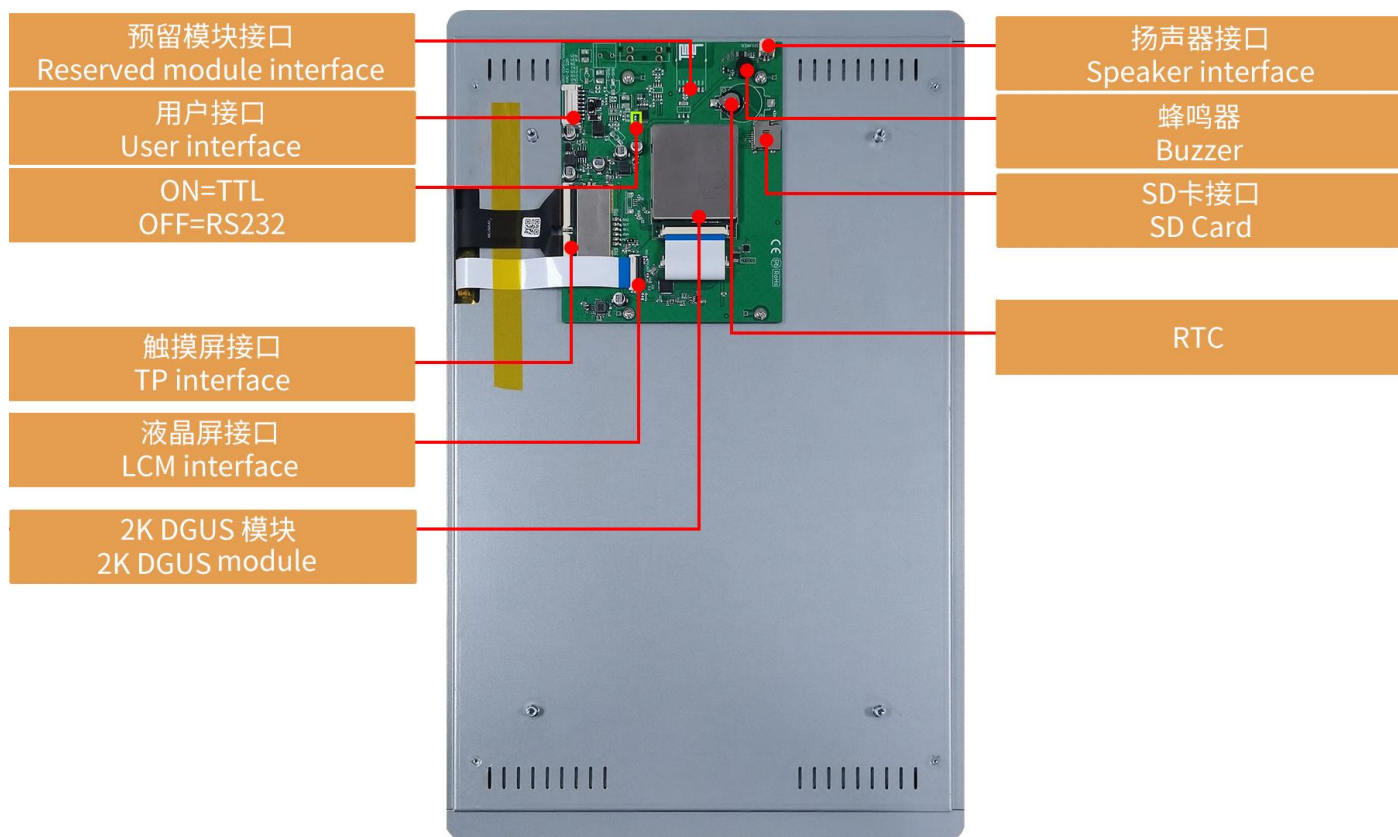 预留模块接口
Reserved module interface
用户接口
User interface
ON=TTL
OFF=RS232
触摸屏接口
TP interface
液晶屏接口
LCM interface
2K DGUS 模块
2K DGUS module
扬声器接口
Speaker interface
蜂鸣器
Buzzer
SD卡接口
SD Card
RTC
CE
RoHS